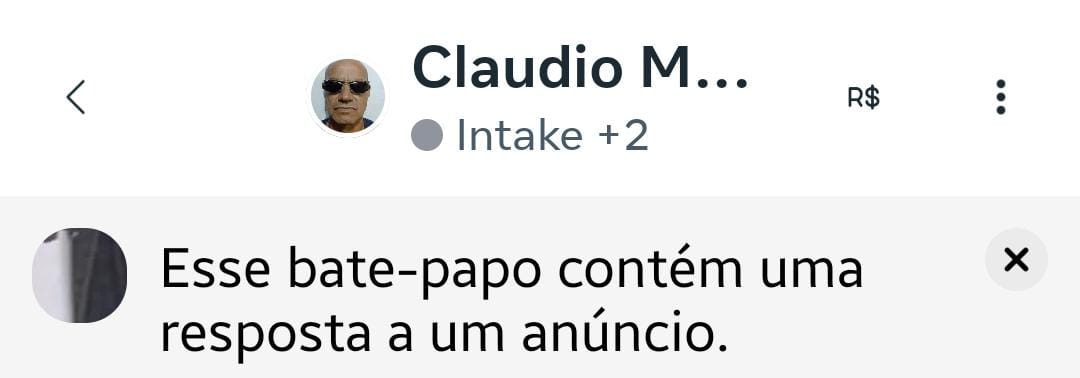 Claudio M...
Intake +2
R$
Esse bate-papo contém uma
resposta a um anúncio.